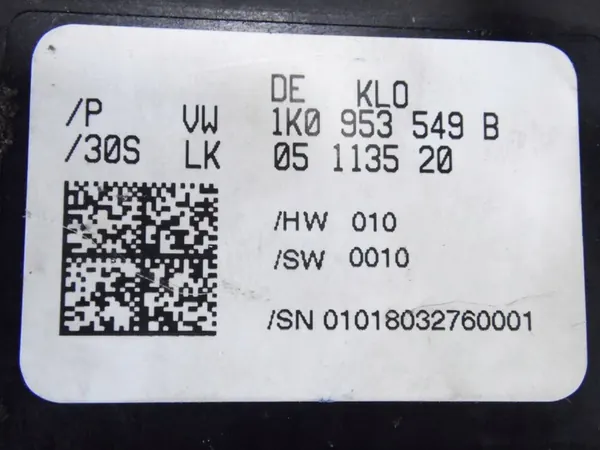 DE KLO
/P VW 1K0 953 549 B
/30S LK 05 1135 20
/HW 010
/SW 0010
/SN 01018032760001